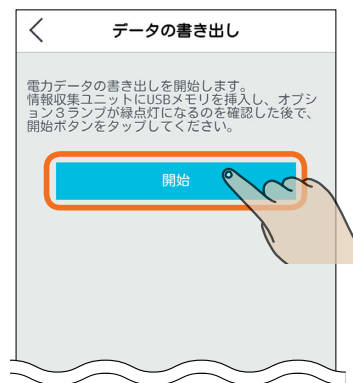 データの書き出し
電力データの書き出しを開始します。
情報収集ユニットにUSBメモリを挿入し、オプシ
ョン３ランプが緑点灯になるのを確認した後で、
開始ボタンをタップしてください。
開始